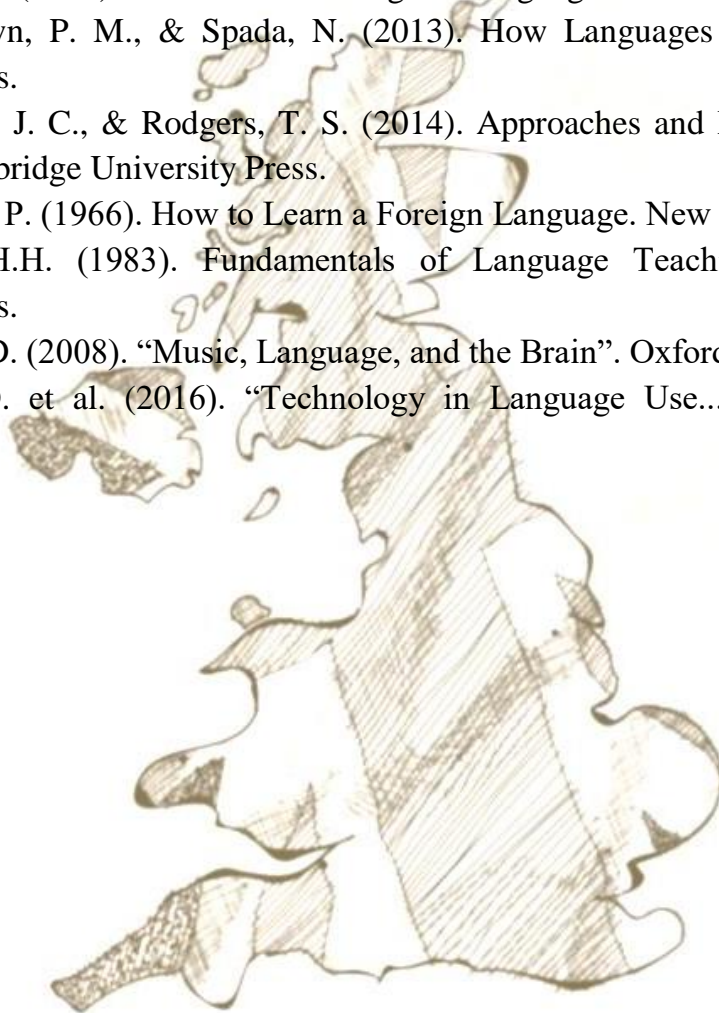 yn, P. M., & Spada, N. (2013). How Languages
s.
J. C., & Rodgers, T. S. (2014). Approaches and
bridge University Press.
P. (1966). How to Learn a Foreign Language. New
H.H. (1983). Fundamentals of Language Teach
s.
D. (2008). “Music, Language, and the Brain”. Oxford
. et al. (2016). “Technology in Language Use...